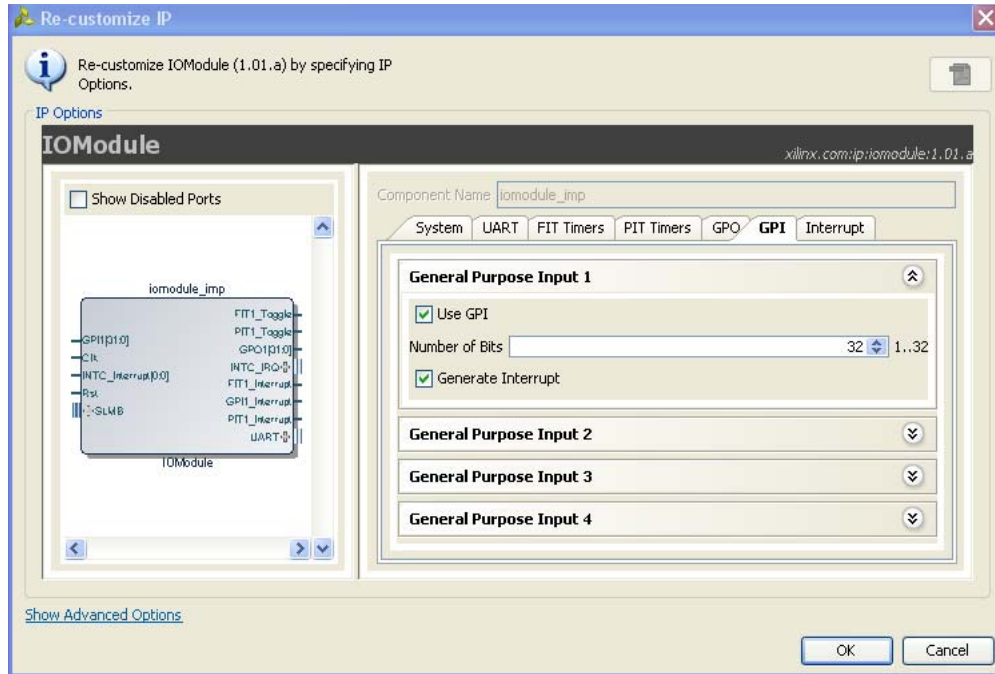 Re-customize IP
Re-customize IOModule (1.01.a) by specifying IP
Options.
IP Options
IOModule
xilinx.com:ip:iomodule:1.01.a
Show Disabled Ports
Component Name iomodule_imp
System UART FIT Timers PIT Timers GPO GPI Interrupt
General Purpose Input 1
Use GPI
Number of Bits 32 1..32
Generate Interrupt
General Purpose Input 2
General Purpose Input 3
General Purpose Input 4
iomodule_imp
GPI1[31:0]
Clk
INTC_Interrupt[0:0]
Rst
SLMB
FIT1_Toggle
PIT1_Toggle
GPO1[31:0]
INTC_IRQ
FIT1_Interrupt
GPI1_Interrupt
PIT1_Interrupt
UART
IOModule
Show Advanced Options
OK Cancel